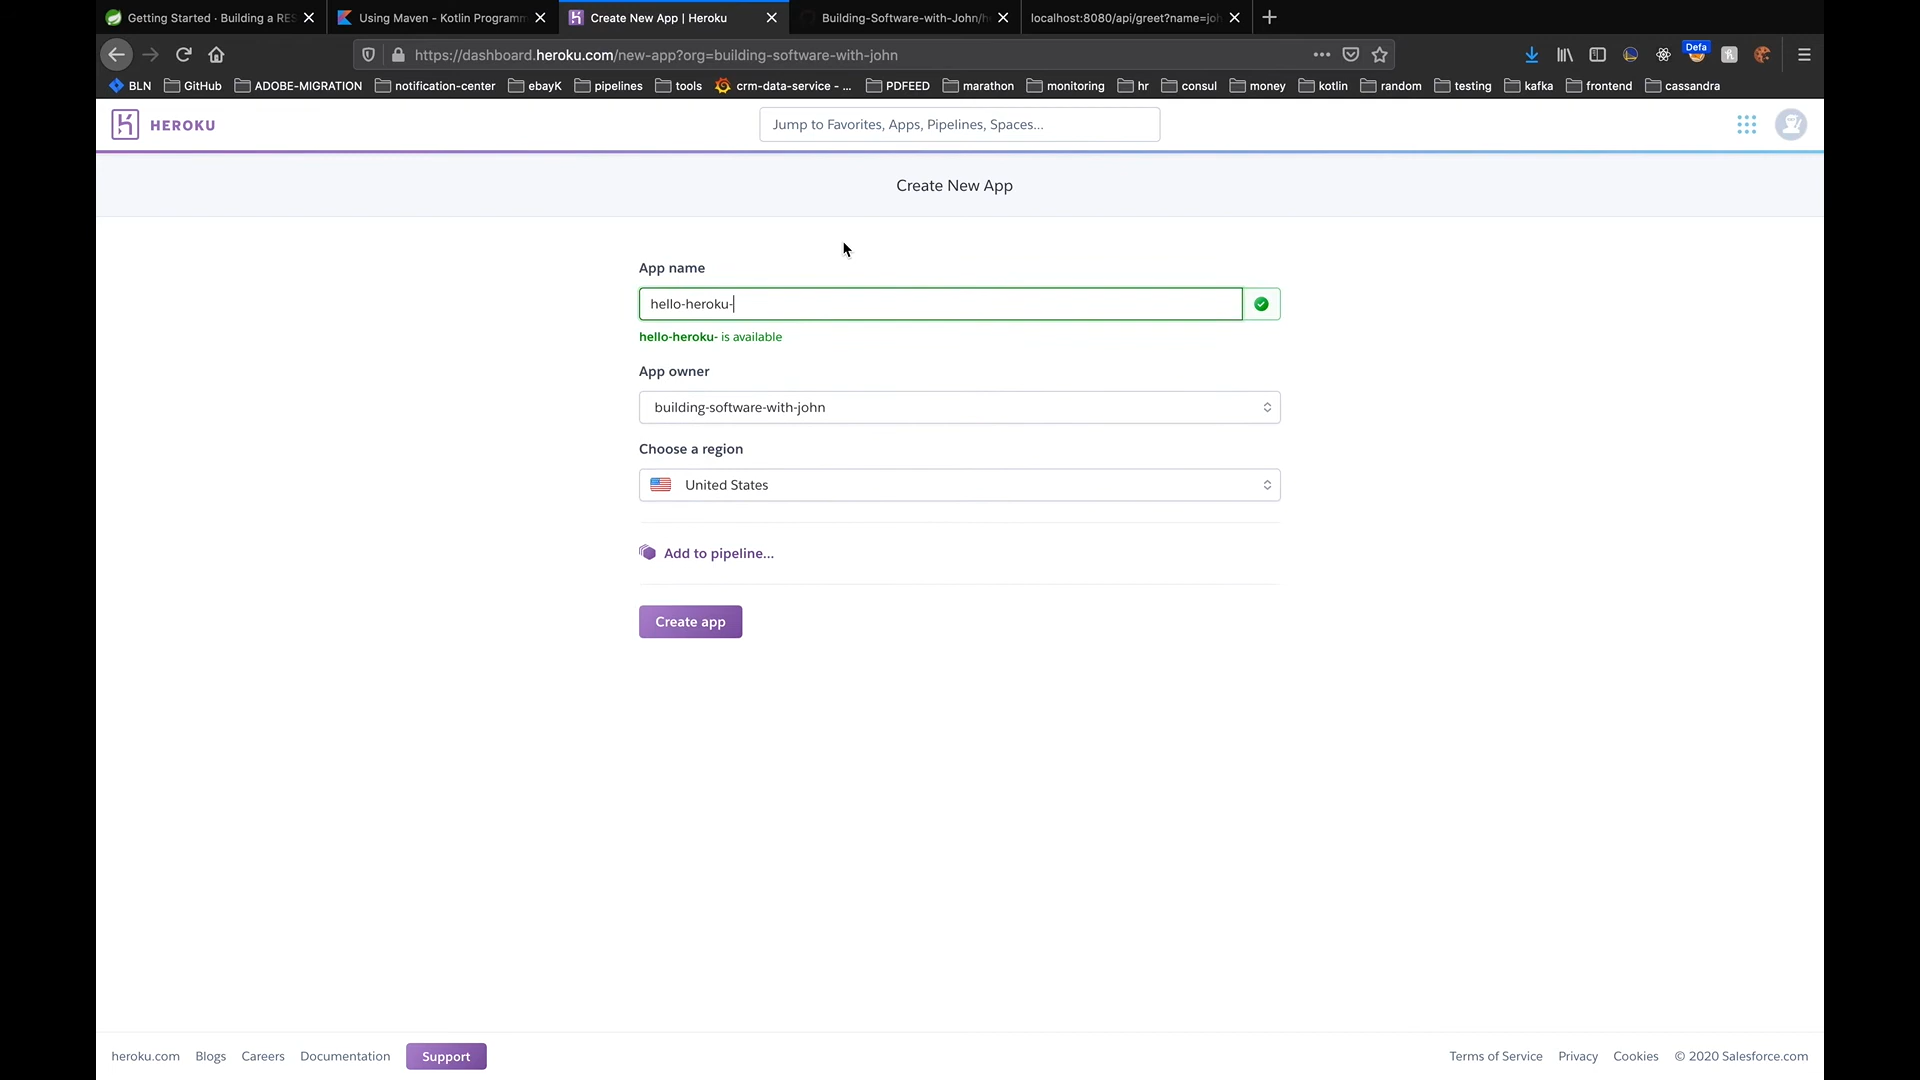 Getting Started · Building a RES
Using Maven - Kotlin Programm
Create New App | Heroku
Building-Software-with-John/h
localhost:8080/api/greet?name=joh
https://dashboard.heroku.com/new-app?org=building-software-with-john
Defa
BLN GitHub ADOBE-MIGRATION notification-center ebayK pipelines tools crm-data-service - ... PDFEED marathon monitoring hr consul money kotlin random testing kafka frontend cassandra
HEROKU
Jump to Favorites, Apps, Pipelines, Spaces...
Create New App
App name
hello-heroku-
hello-heroku- is available
App owner
building-software-with-john
Choose a region
United States
Add to pipeline...
Create app
heroku.com Blogs Careers Documentation Support Terms of Service Privacy Cookies © 2020 Salesforce.com